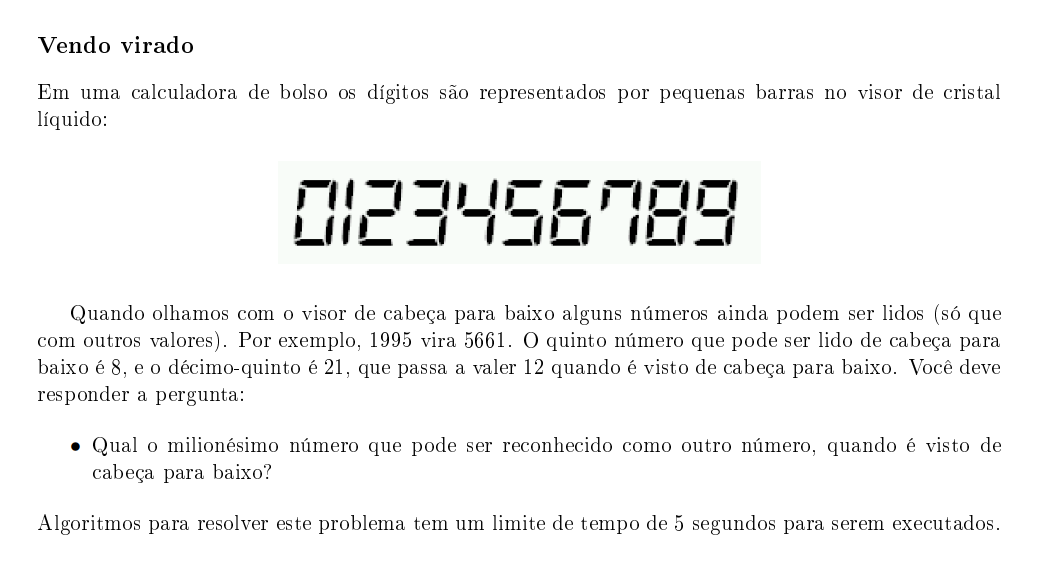 Vendo virado
Em uma calculadora de bolso os dígitos são representados por pequenas barras no visor de cristal
líquido:
0123456789
Quando olhamos com o visor de cabeça para baixo alguns números ainda podem ser lidos (só que
com outros valores). Por exemplo, 1995 vira 5661. O quinto número que pode ser lido de cabeça para
baixo é 8, e o décimo-quinto é 21, que passa a valer 12 quando é visto de cabeça para baixo. Você deve
responder a pergunta:
• Qual o milionésimo número que pode ser reconhecido como outro número, quando é visto de
cabeça para baixo?
Algoritmos para resolver este problema tem um limite de tempo de 5 segundos para serem executados.